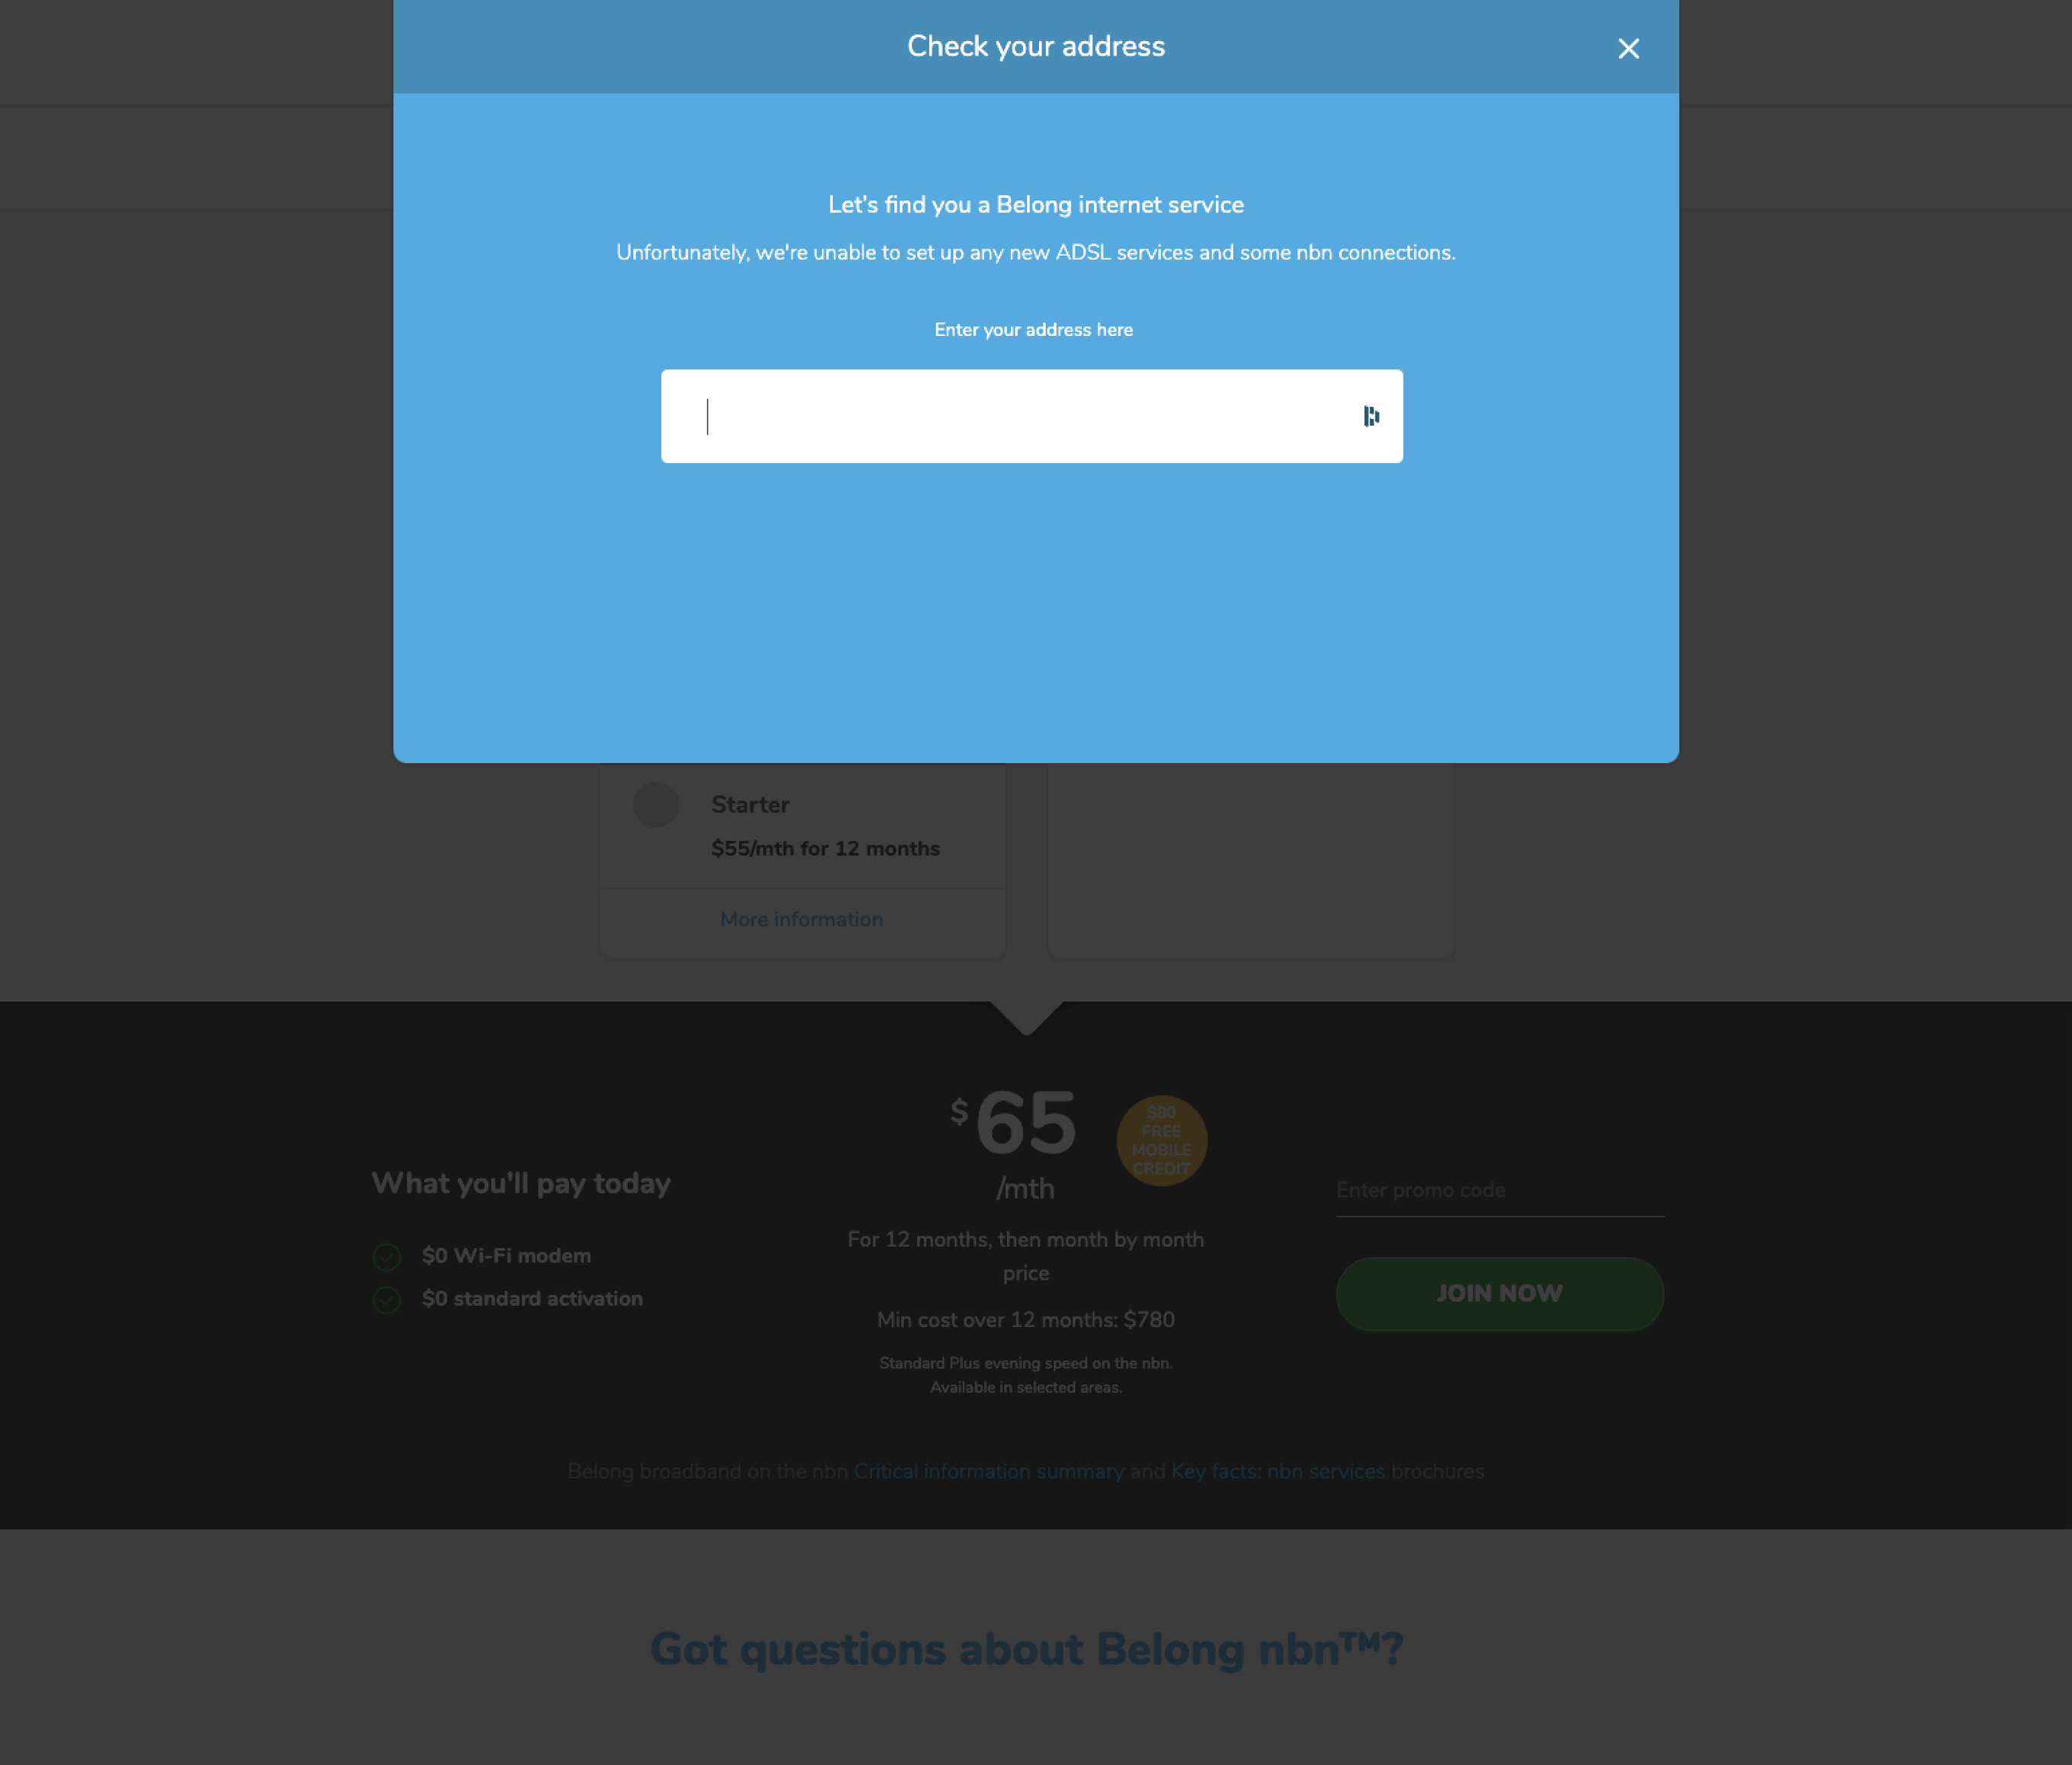 Check your address
Let's find you a Belong internet service
Unfortunately, we're unable to set up any new ADSL services and some nbn connections.
Enter your address here
Starter
$55/mth for 12 months
More information
What you'll pay today
$0 Wi-Fi modem
$0 standard activation
$65
/mth
$80
FREE
MOBILE
CREDIT
For 12 months, then month by month
price
Min cost over 12 months: $780
Standard Plus evening speed on the nbn.
Available in selected areas.
Enter promo code
JOIN NOW
Belong broadband on the nbn Critical information summary and Key facts: nbn services brochures
Got questions about Belong nbn™?